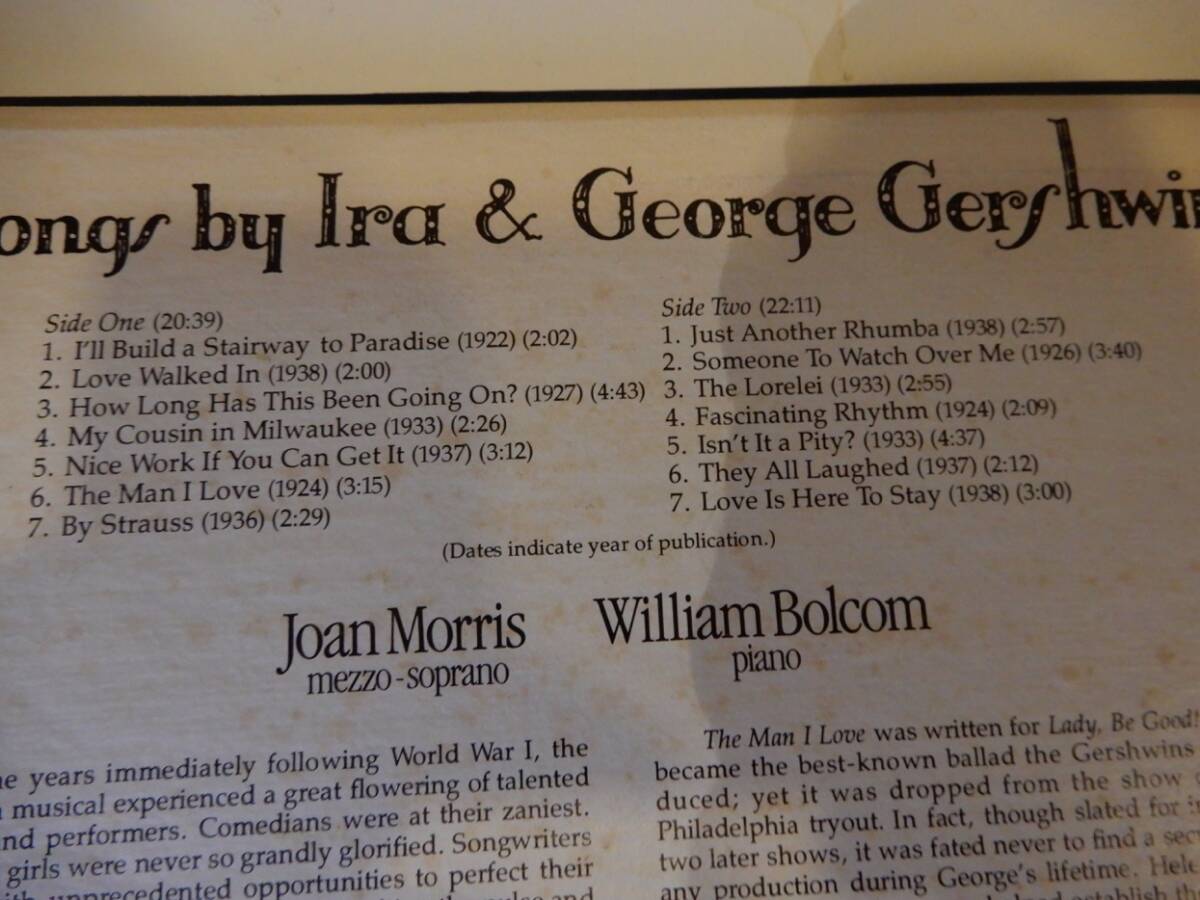 ongs by Ira & George Gershwin
Side One (20:39)
1. I'll Build a Stairway to Paradise (1922) (2:02)
2. Love Walked In (1938) (2:00)
3. How Long Has This Been Going On? (1927) (4:43)
4. My Cousin in Milwaukee (1933) (2:26)
5. Nice Work If You Can Get It (1937) (3:12)
6. The Man I Love (1924) (3:15)
7. By Strauss (1936) (2:29)
Side Two (22:11)
1. Just Another Rhumba (1938) (2:57)
2. Someone To Watch Over Me (1926) (3:40)
3. The Lorelei (1933) (2:55)
4. Fascinating Rhythm (1924) (2:09)
5. Isn't It a Pity? (1933) (4:37)
6. They All Laughed (1937) (2:12)
7. Love Is Here To Stay (1938) (3:00)
(Dates indicate year of publication.)
Joan Morris
mezzo-soprano
William Bolcom
piano
years immediately following World War I, the
musical experienced a great flowering of talented
nd performers. Comedians were at their zaniest.
girls were never so grandly glorified. Songwriters
unprecedented opportunities to perfect their
The Man I Love was written for Lady, Be Good!
became the best-known ballad the Gershwins
duced; yet it was dropped from the show
Philadelphia tryout. In fact, though slated for
two later shows, it was fated never to find a
any production during George's lifetime.